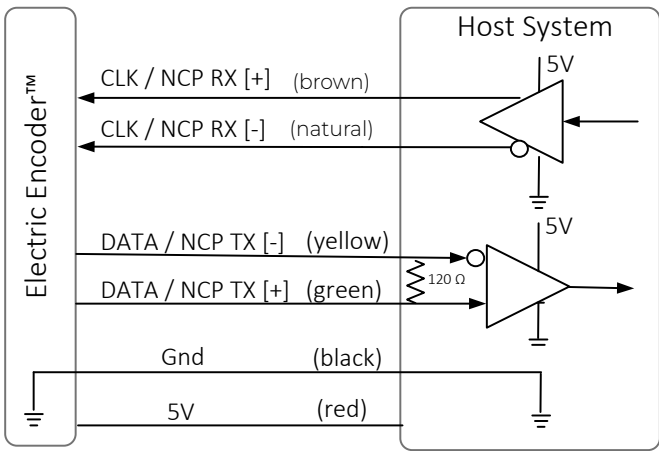 Host System
5V
CLK / NCP RX [+] (brown)
CLK / NCP RX [-] (natural)
Electric Encoder™
5V
DATA / NCP TX [-] (yellow)
120 Ω
DATA / NCP TX [+] (green)
Gnd (black)
5V (red)